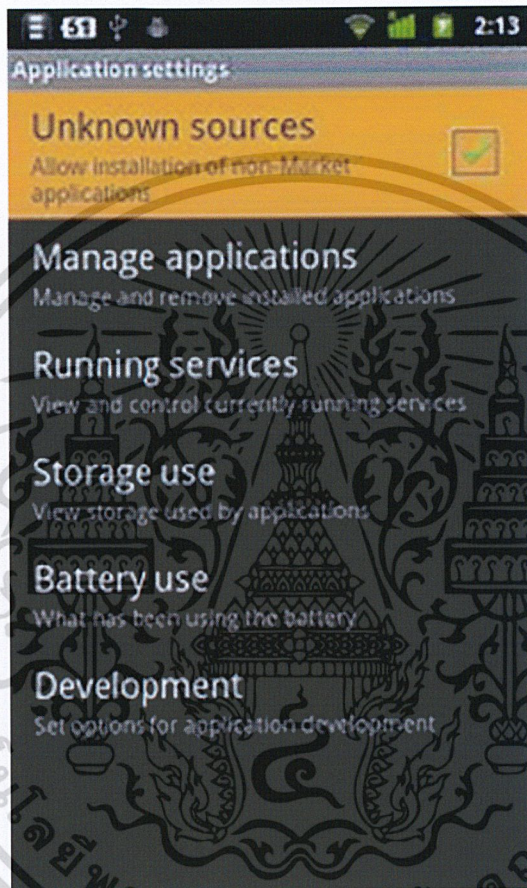 2:13
Application settings
Unknown sources
Allow installation of non-Market
applications
Manage applications
Manage and remove installed applications
Running services
View and control currently running services
Storage use
View storage used by applications
Battery use
What has been using the battery
Development
Set options for application development